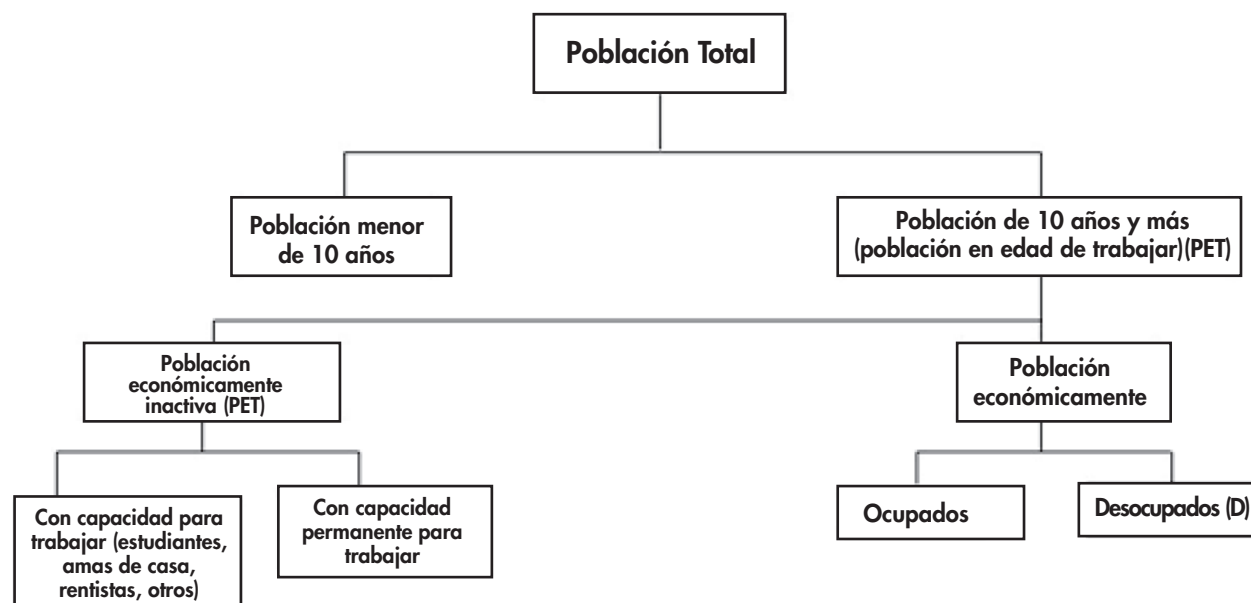 Población Total
Población menor
de 10 años
Población de 10 años y más
(población en edad de trabajar)(PET)
Población
económicamente
inactiva (PET)
Población
económicamente
Con capacidad para
trabajar (estudiantes,
amas de casa,
rentistas, otros)
Con capacidad
permanente para
trabajar
Ocupados
Desocupados (D)